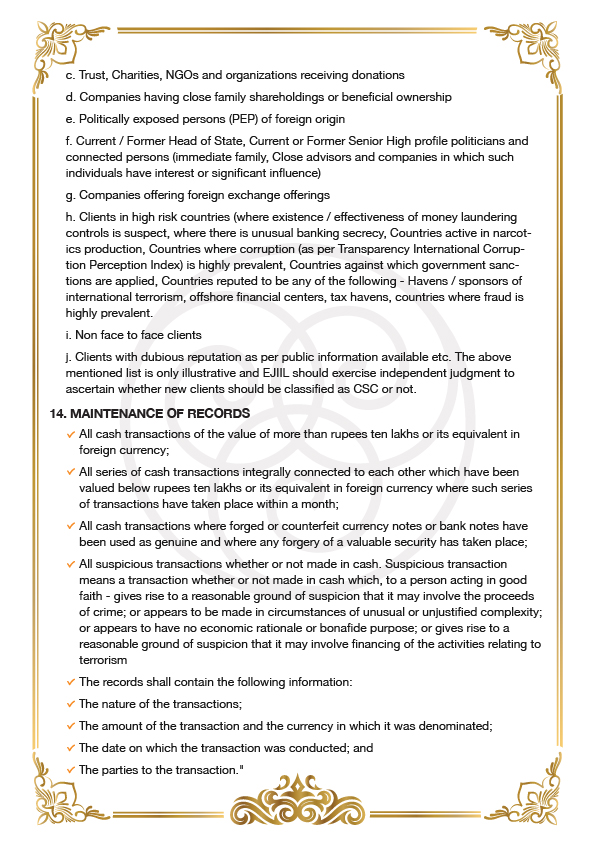 c. Trust, Charities, NGOs and organizations receiving donations
d. Companies having close family shareholdings or beneficial ownership
e. Politically exposed persons (PEP) of foreign origin
f. Current / Former Head of State, Current or Former Senior High profile politicians and
connected persons (immediate family, Close advisors and companies in which such
individuals have interest or significant influence)
g. Companies offering foreign exchange offerings
h. Clients in high risk countries (where existence / effectiveness of money laundering
controls is suspect, where there is unusual banking secrecy, Countries active in narcot-
ics production, Countries where corruption (as per Transparency International Corrup-
tion Perception Index) is highly prevalent, Countries against which government sanc-
tions are applied, Countries reputed to be any of the following - Havens / sponsors of
international terrorism, offshore financial centers, tax havens, countries where fraud is
highly prevalent.
i. Non face to face clients
j. Clients with dubious reputation as per public information available etc. The above
mentioned list is only illustrative and EJIIL should exercise independent judgment to
ascertain whether new clients should be classified as CSC or not.
14. MAINTENANCE OF RECORDS
✓ All cash transactions of the value of more than rupees ten lakhs or its equivalent in
foreign currency;
✓ All series of cash transactions integrally connected to each other which have been
valued below rupees ten lakhs or its equivalent in foreign currency where such series
of transactions have taken place within a month;
✓ All cash transactions where forged or counterfeit currency notes or bank notes have
been used as genuine and where any forgery of a valuable security has taken place;
✓ All suspicious transactions whether or not made in cash. Suspicious transaction
means a transaction whether or not made in cash which, to a person acting in good
faith - gives rise to a reasonable ground of suspicion that it may involve the proceeds
of crime; or appears to be made in circumstances of unusual or unjustified complexity;
or appears to have no economic rationale or bonafide purpose; or gives rise to a
reasonable ground of suspicion that it may involve financing of the activities relating to
terrorism
✓ The records shall contain the following information:
✓ The nature of the transactions;
✓ The amount of the transaction and the currency in which it was denominated;
✓ The date on which the transaction was conducted; and
✓ The parties to the transaction."